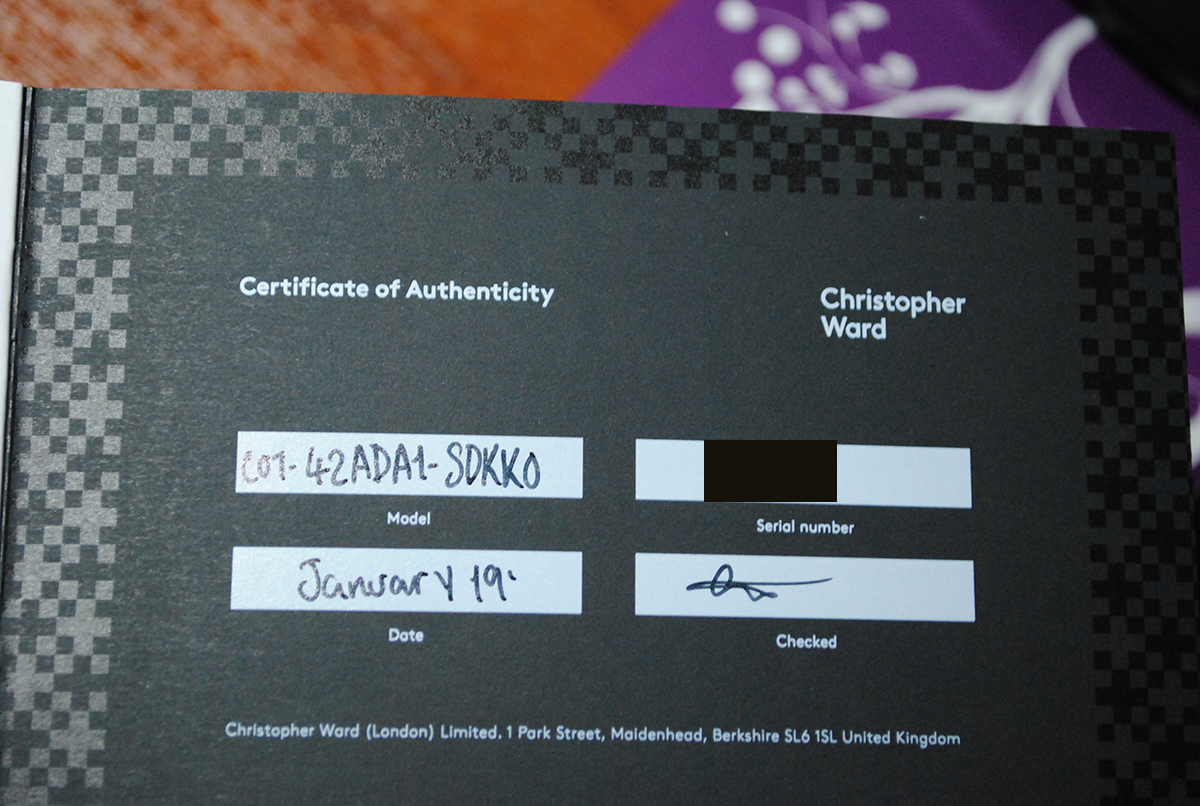 Certificate of Authenticity
Christopher
Ward
C01-42ADA1-SDKK0
Model
Serial number
January 19.
Date
Checked
Christopher Ward (London) Limited. 1 Park Street, Maidenhead, Berkshire SL6 1SL United Kingdom